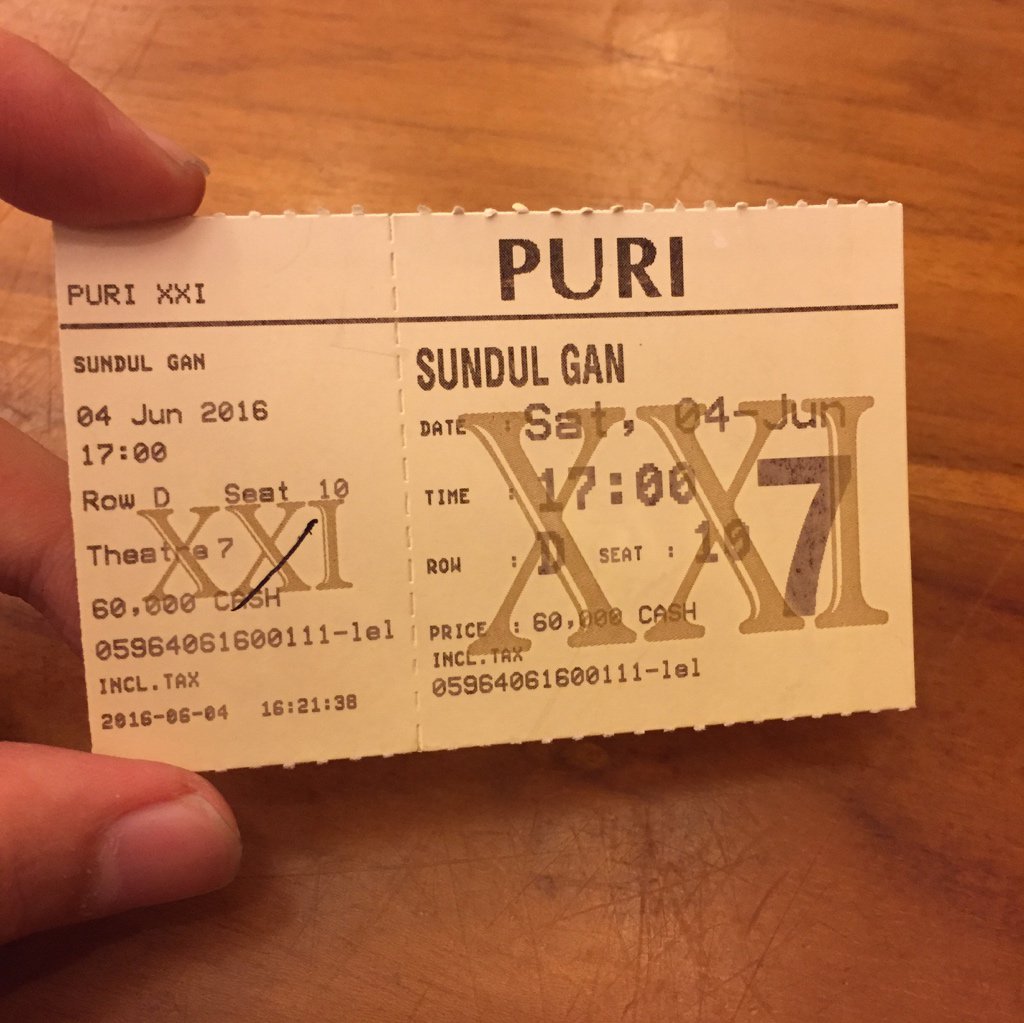 PURI XXI
SUNDUL GAN
04 Jun 2016
17:00
Row D Seat 10
Theatre 7
60,000 CASH
05964061600111-lel
INCL.TAX
2016-06-04 16:21:38
XXI
PURI
SUNDUL GAN
DATE : Sat, 04-Jun
TIME : 17:00
ROW : D SEAT : 10
7
PRICE : 60,000 CASH
INCL.TAX
05964061600111-lel
XXI